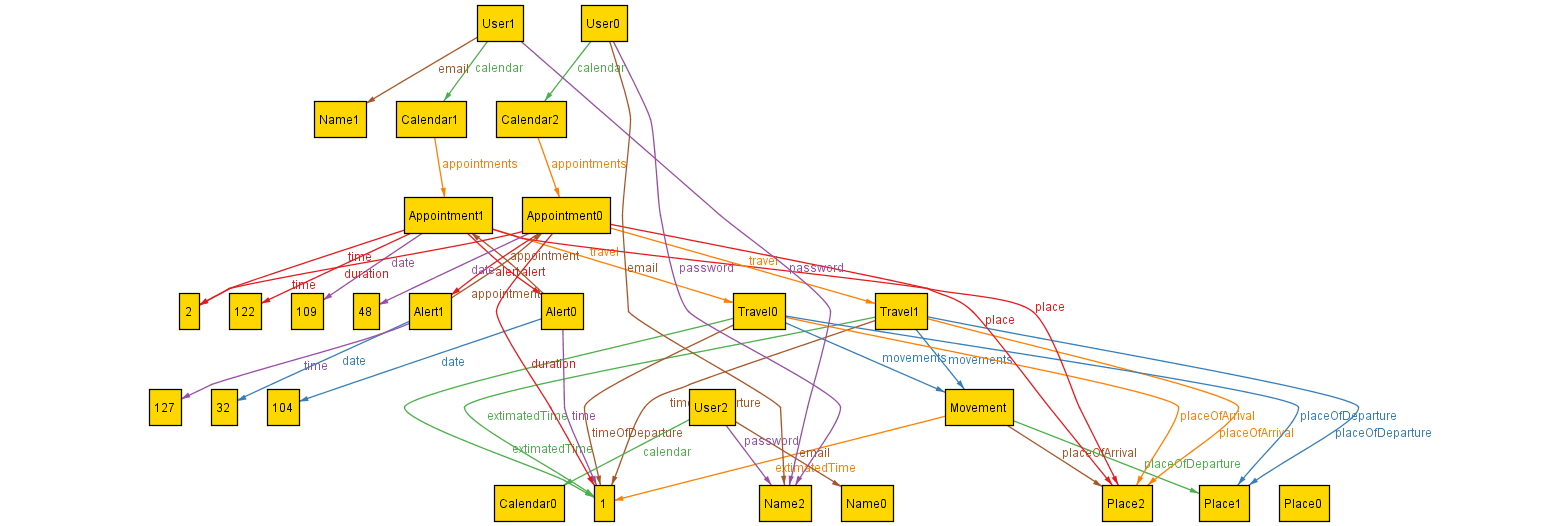 User1
User0
email
calendar
calendar
Name1
Calendar1
Calendar2
appointments
appointments
Appointment1
Appointment0
time
duration
date
date
alert
alert
appointment
travel
travel
email
password
password
time
appointment
place
place
2
122
109
48
Alert1
Alert0
Travel0
Travel1
time
date
date
duration
movements
movements
127
32
104
extimatedTime
time
User2
Movement
placeOfArrival
placeOfDeparture
timeOfDeparture
placeOfArrival
placeOfDeparture
extimatedTime
calendar
password
email
extimatedTime
placeOfArrival
placeOfDeparture
Calendar0
1
Name2
Name0
Place2
Place1
Place0